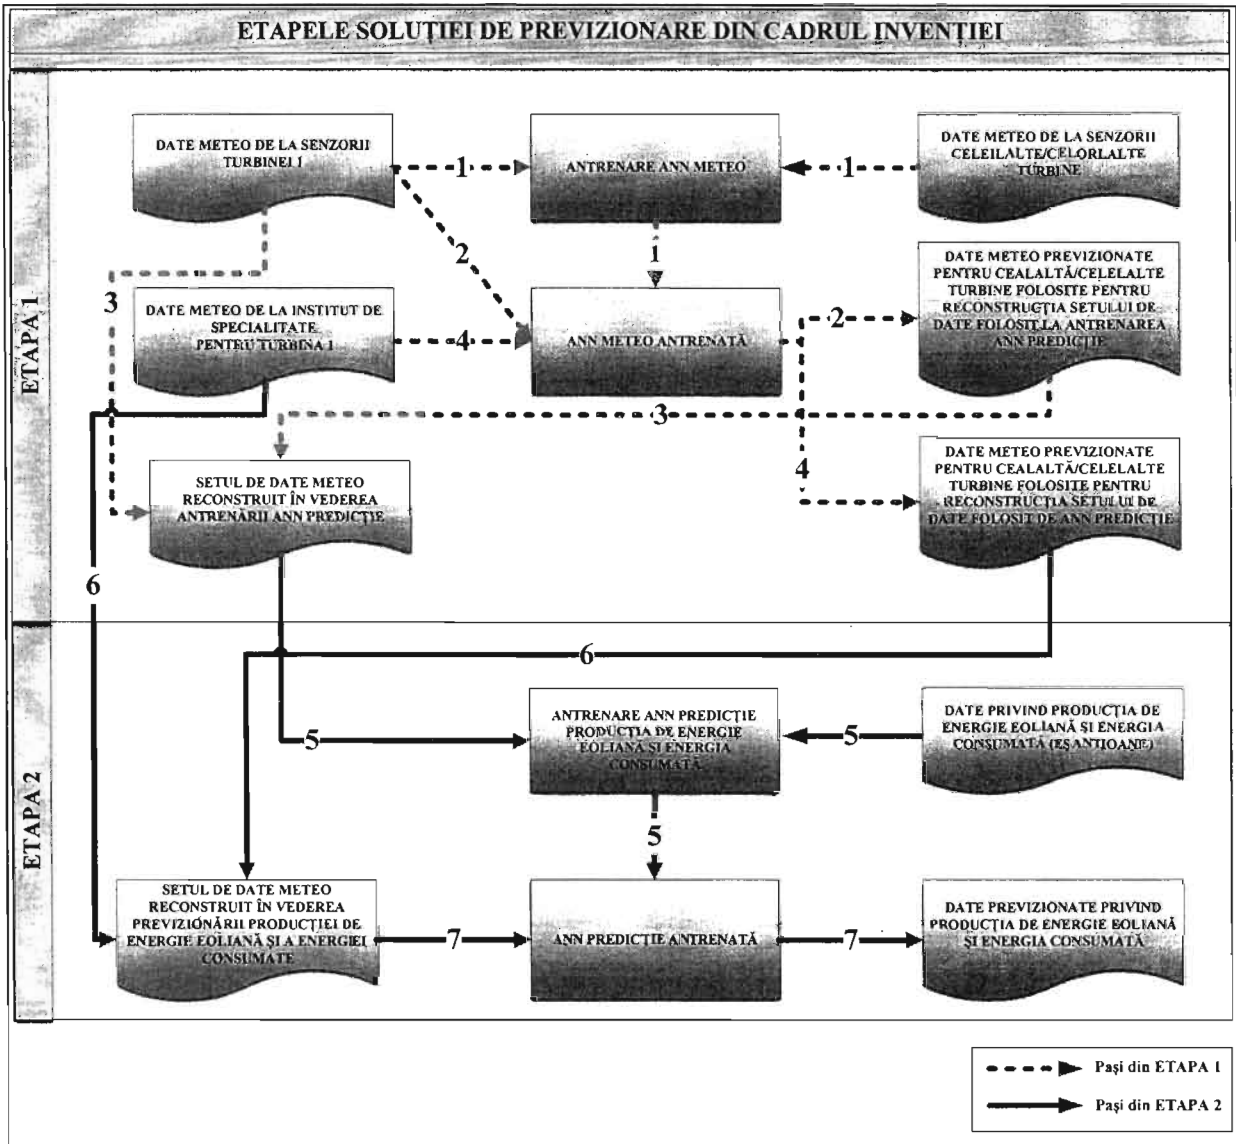 ETAPELE SOLUȚIEI DE PREVIZIONARE DIN CADRUL INVENȚIEI
ETAPA 1
DATE METEO DE LA SENZORII
TURBINEI 1
1
ANTRENARE ANN METEO
1
DATE METEO DE LA SENZORII
CELEILALTE/CELORLALTE
TURBINE
2
1
3
DATE METEO DE LA INSTITUT DE
SPECIALITATE
PENTRU TURBINA 1
4
ANN METEO ANTRENATĂ
2
DATE METEO PREVIZIONATE
PENTRU CEALALTĂ/CELELALTE
TURBINE FOLOSITE PENTRU
RECONSTRUCȚIA SETULUI DE
DATE FOLOSIT LA ANTRENAREA
ANN PREDICȚIE
3
SETUL DE DATE METEO
RECONSTRUIT ÎN VEDEREA
ANTRENĂRII ANN PREDICȚIE
4
DATE METEO PREVIZIONATE
PENTRU CEALALTĂ/CELELALTE
TURBINE FOLOSITE PENTRU
RECONSTRUCȚIA SETULUI DE
DATE FOLOSIT DE ANN PREDICȚIE
6
ETAPA 2
6
5
ANTRENARE ANN PREDICȚIE
PRODUCȚIA DE ENERGIE
EOLIANĂ ȘI ENERGIA
CONSUMATĂ
5
DATE PRIVIND PRODUCȚIA DE
ENERGIE EOLIANĂ ȘI ENERGIA
CONSUMATĂ (EȘANTIOANE)
5
SETUL DE DATE METEO
RECONSTRUIT ÎN VEDEREA
PREVIZIONĂRII PRODUCȚIEI DE
ENERGIE EOLIANĂ ȘI A ENERGIEI
CONSUMATE
7
ANN PREDICȚIE ANTRENATĂ
7
DATE PREVIZIONATE PRIVIND
PRODUCȚIA DE ENERGIE EOLIANĂ
ȘI ENERGIA CONSUMATĂ
Pași din ETAPA 1
Pași din ETAPA 2